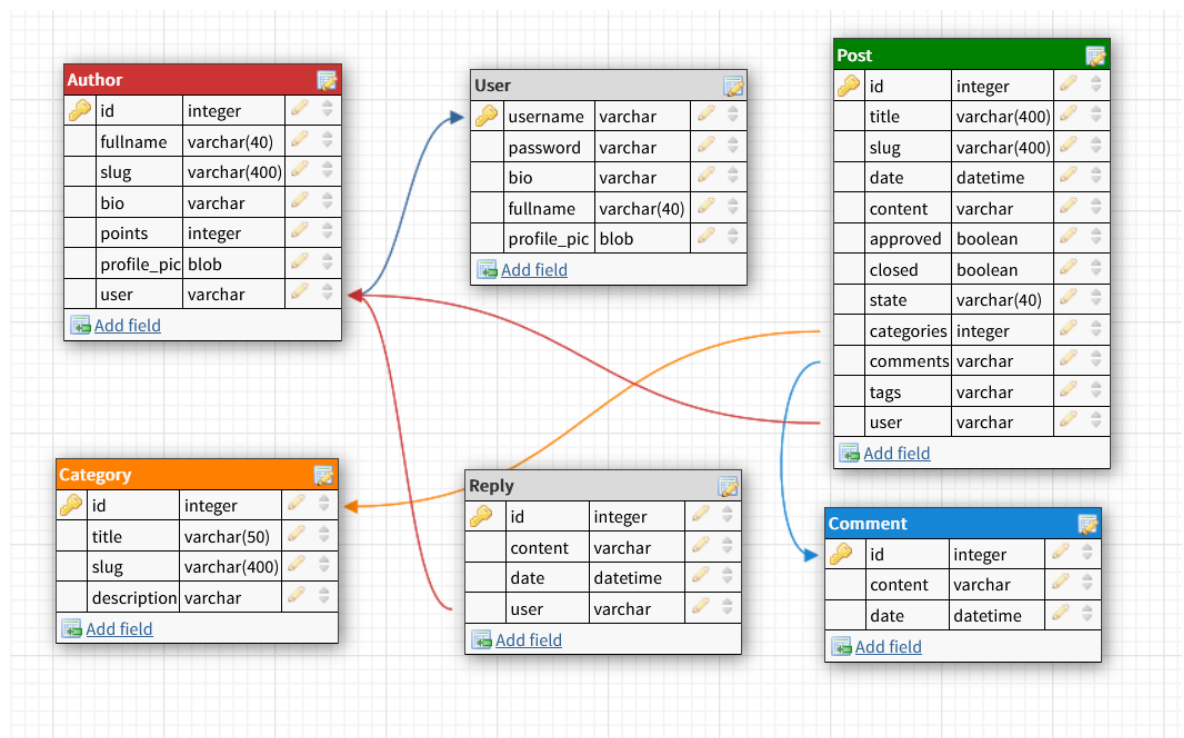 Author
id integer
fullname varchar(40)
slug varchar(400)
bio varchar
points integer
profile_pic blob
user varchar
Add field
User
username varchar
password varchar
bio varchar
fullname varchar(40)
profile_pic blob
Add field
Post
id integer
title varchar(400)
slug varchar(400)
date datetime
content varchar
approved boolean
closed boolean
state varchar(40)
categories integer
comments varchar
tags varchar
user varchar
Add field
Category
id integer
title varchar(50)
slug varchar(400)
description varchar
Add field
Reply
id integer
content varchar
date datetime
user varchar
Add field
Comment
id integer
content varchar
date datetime
Add field